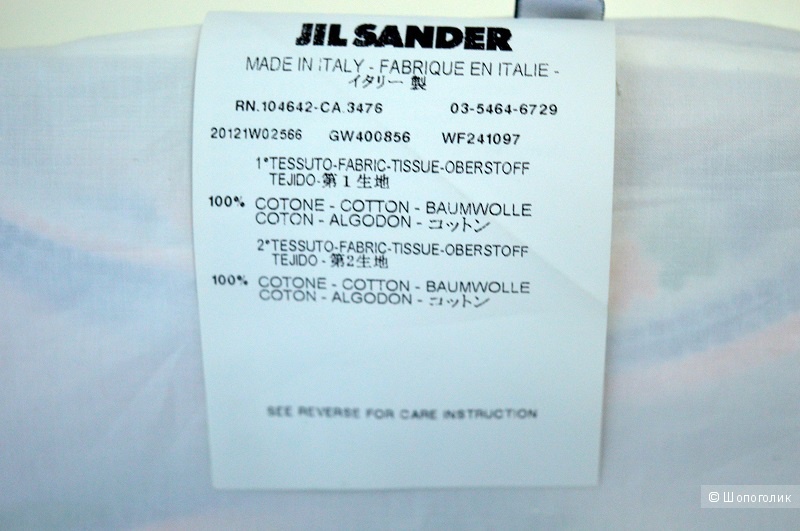 JIL SANDER
MADE IN ITALY - FABRIQUE EN ITALIE -
イタリー 製
RN.104642-CA.3476 03-5464-6729
20121W02566 GW400856 WF241097
1°TESSUTO-FABRIC-TISSUE-OBERSTOFF
TEJIDO-第1生地
100% COTONE - COTTON - BAUMWOLLE
COTON - ALGODON - コットン
2°TESSUTO-FABRIC-TISSUE-OBERSTOFF
TEJIDO - 第2生地
100% COTONE - COTTON - BAUMWOLLE
COTON - ALGODON - コットン
SEE REVERSE FOR CARE INSTRUCTION
© Шопоголик